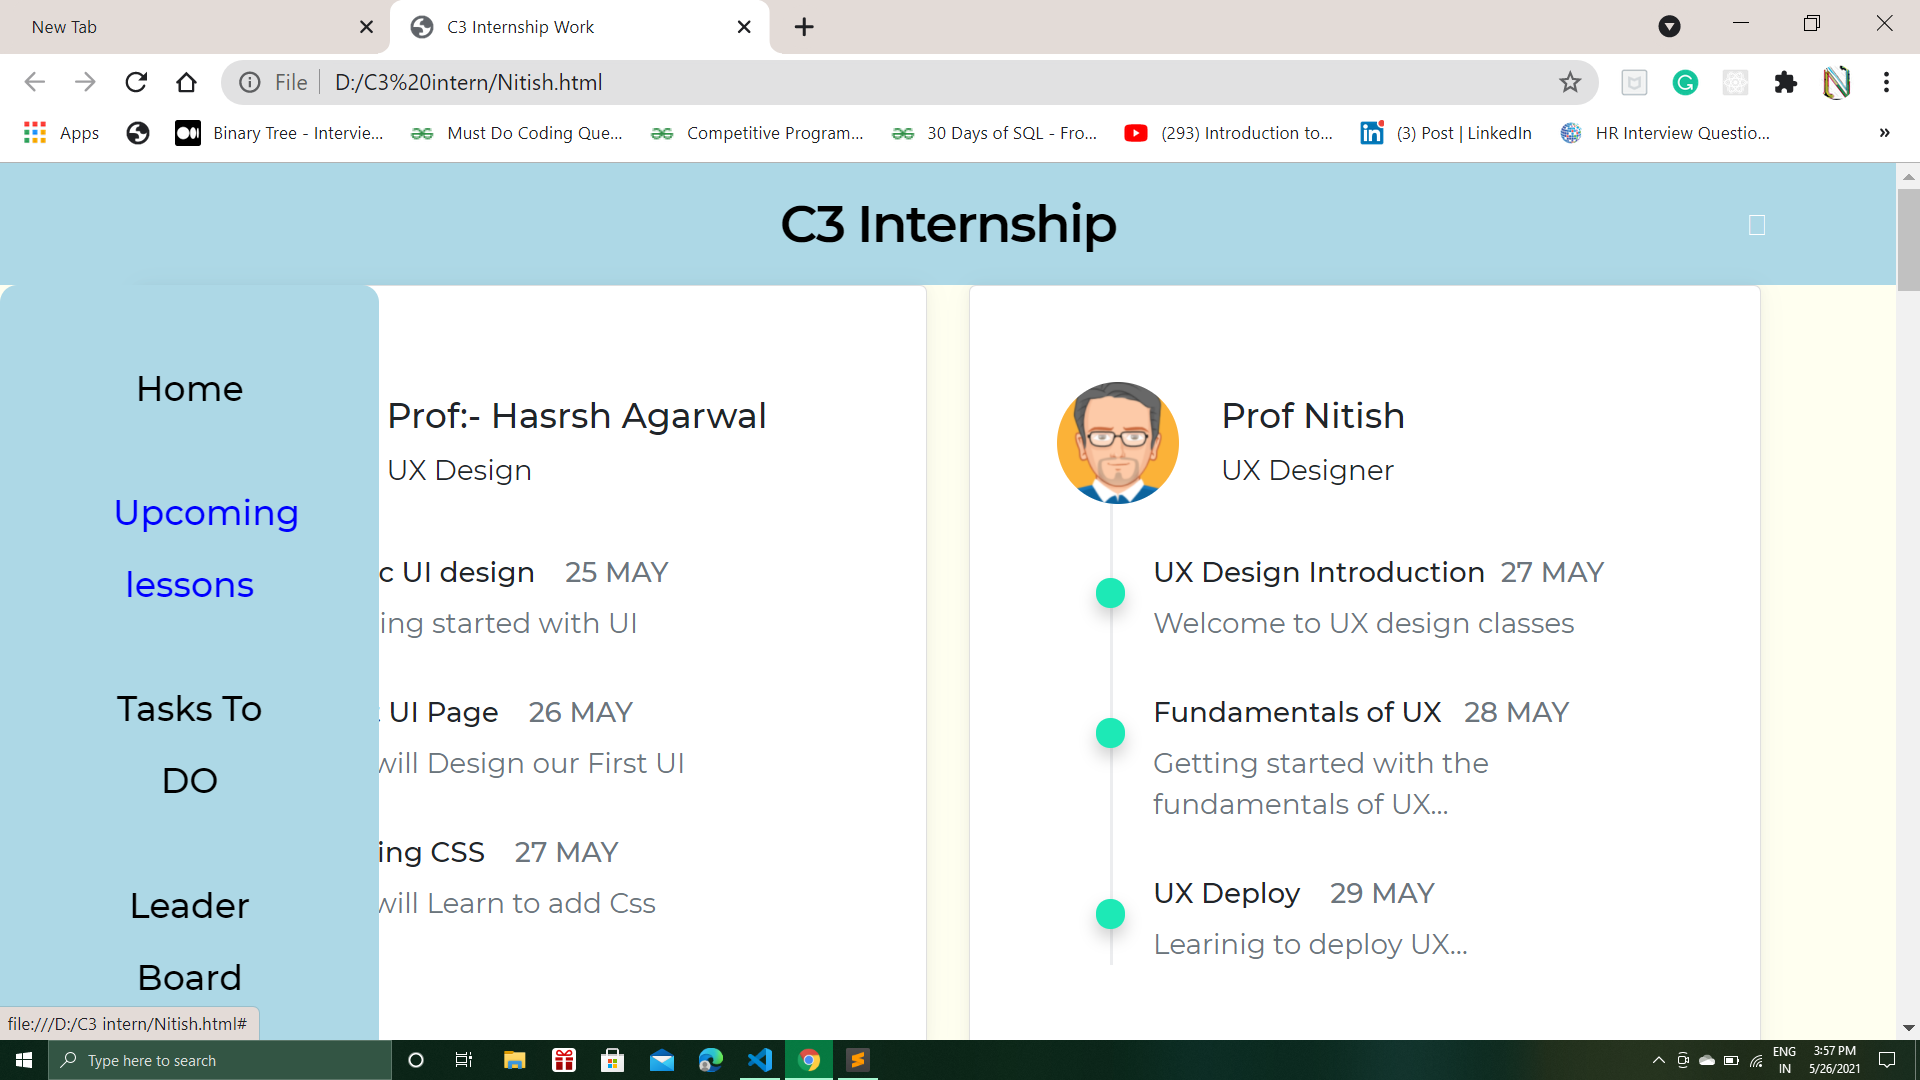 New Tab
C3 Internship Work
File
D:/C3%20intern/Nitish.html
Apps
Binary Tree - Intervie...
Must Do Coding Que...
Competitive Program...
30 Days of SQL - Fro...
(293) Introduction to...
(3) Post | LinkedIn
HR Interview Questio...
»
C3 Internship
Home
Upcoming
lessons
Tasks To
DO
Leader
Board
Prof:- Hasrsh Agarwal
UX Design
c UI design 25 MAY
ing started with UI
UI Page 26 MAY
will Design our First UI
ing CSS 27 MAY
will Learn to add Css
Prof Nitish
UX Designer
UX Design Introduction 27 MAY
Welcome to UX design classes
Fundamentals of UX 28 MAY
Getting started with the
fundamentals of UX...
UX Deploy 29 MAY
Learinig to deploy UX...
file:///D:/C3 intern/Nitish.html#
Type here to search
ENG
IN
3:57 PM
5/26/2021